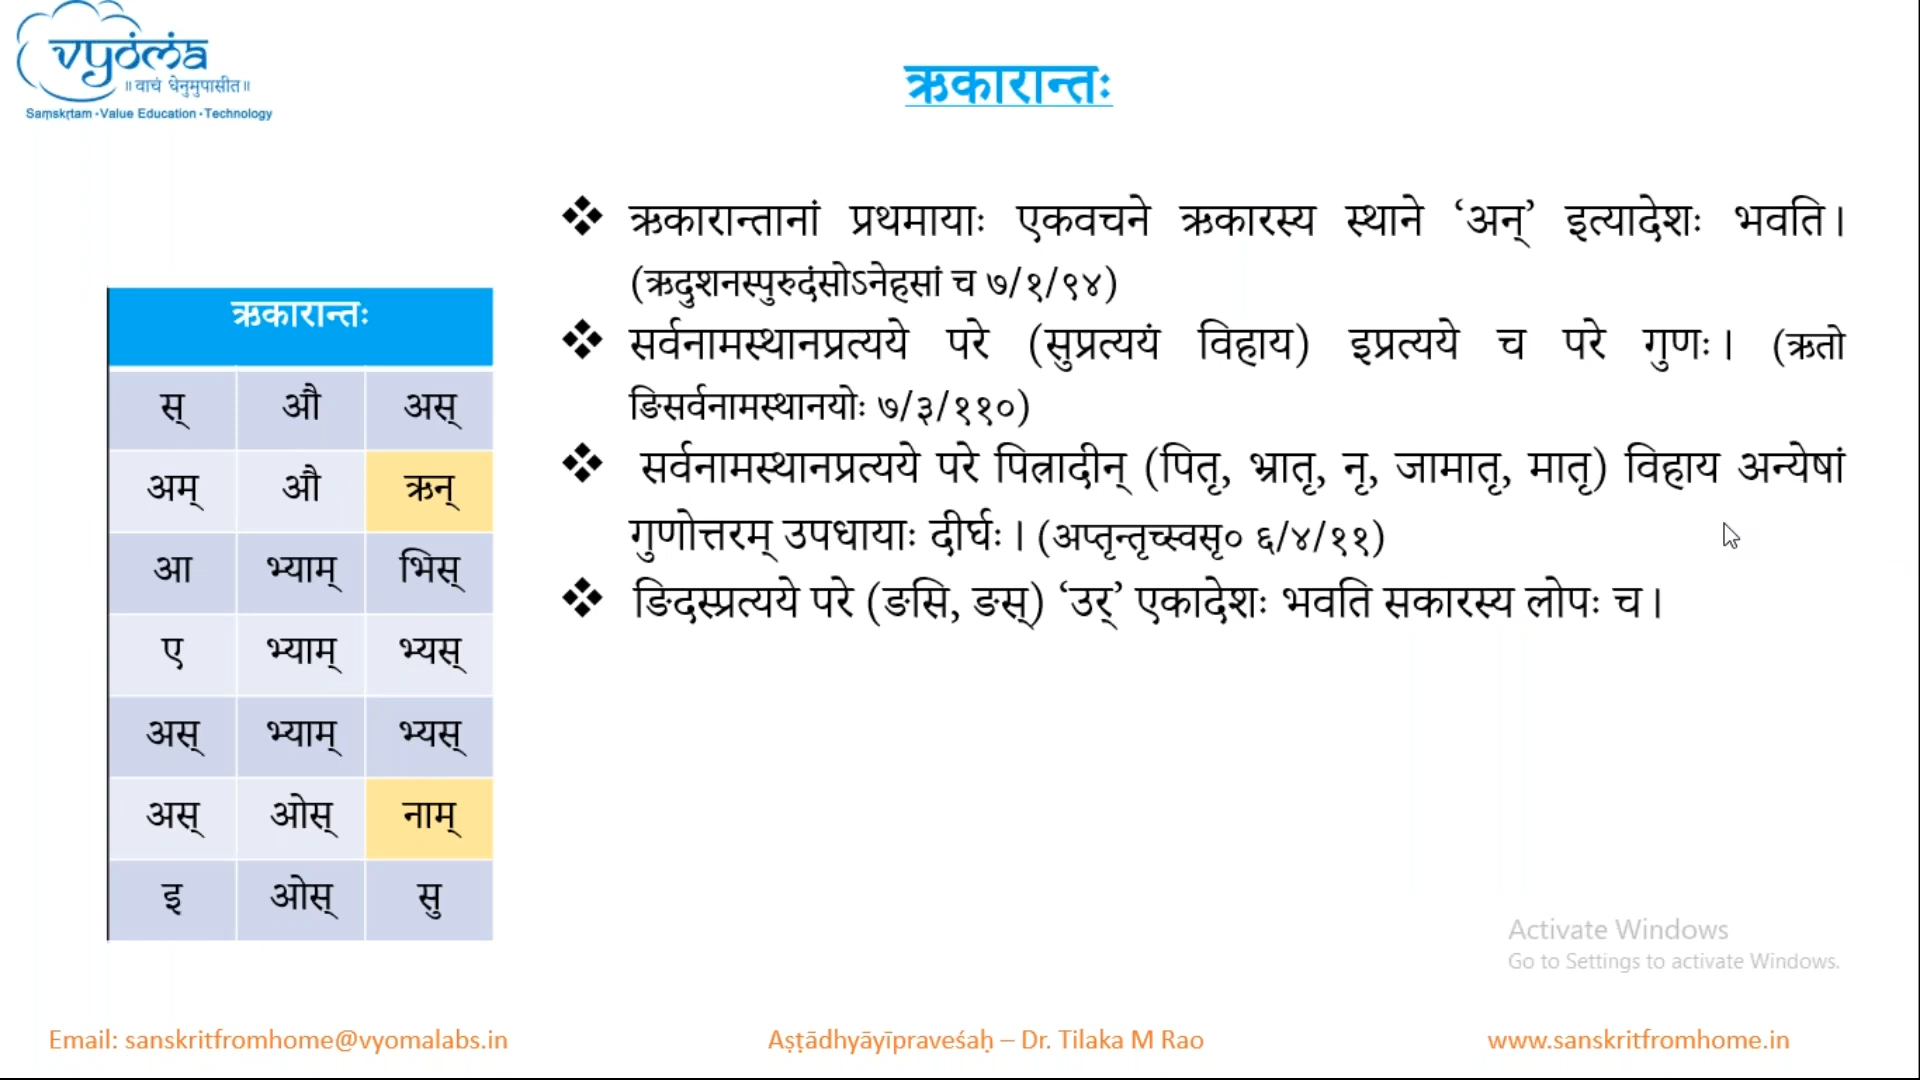 vyoma
॥ वाचं धेनुमुपासीत॥
Saṃskṛtam • Value Education • Technology
ऋकारान्तः
❖ ऋकारान्तानां प्रथमायाः एकवचने ऋकारस्य स्थाने ‘अन्’ इत्यादेशः भवति।
(ऋदुशनस्पुरुदंसोऽनेहसां च ७/१/९४)
❖ सर्वनामस्थानप्रत्यये परे (सुप्रत्ययं विहाय) इप्रत्यये च परे गुणः। (ऋतो
ङिसर्वनामस्थानयोः ७/३/११०)
❖ सर्वनामस्थानप्रत्यये परे पित्रादीन् (पितृ, भ्रातृ, नृ, जामातृ, मातृ) विहाय अन्येषां
गुणोत्तरम् उपधायाः दीर्घः। (अप्तृन्तृच्स्वसृ० ६/४/११)
❖ ङिदस्प्रत्यये परे (ङसि, ङस्) ‘उर्’ एकादेशः भवति सकारस्य लोपः च।
ऋकारान्तः
स् औ अस्
अम् औ ऋन्
आ भ्याम् भिस्
ए भ्याम् भ्यस्
अस् भ्याम् भ्यस्
अस् ओस् नाम्
इ ओस् सु
Activate Windows
Go to Settings to activate Windows.
Email: sanskritfromhome@vyomalabs.in Aṣṭādhyāyīpraveśaḥ – Dr. Tilaka M Rao www.sanskritfromhome.in